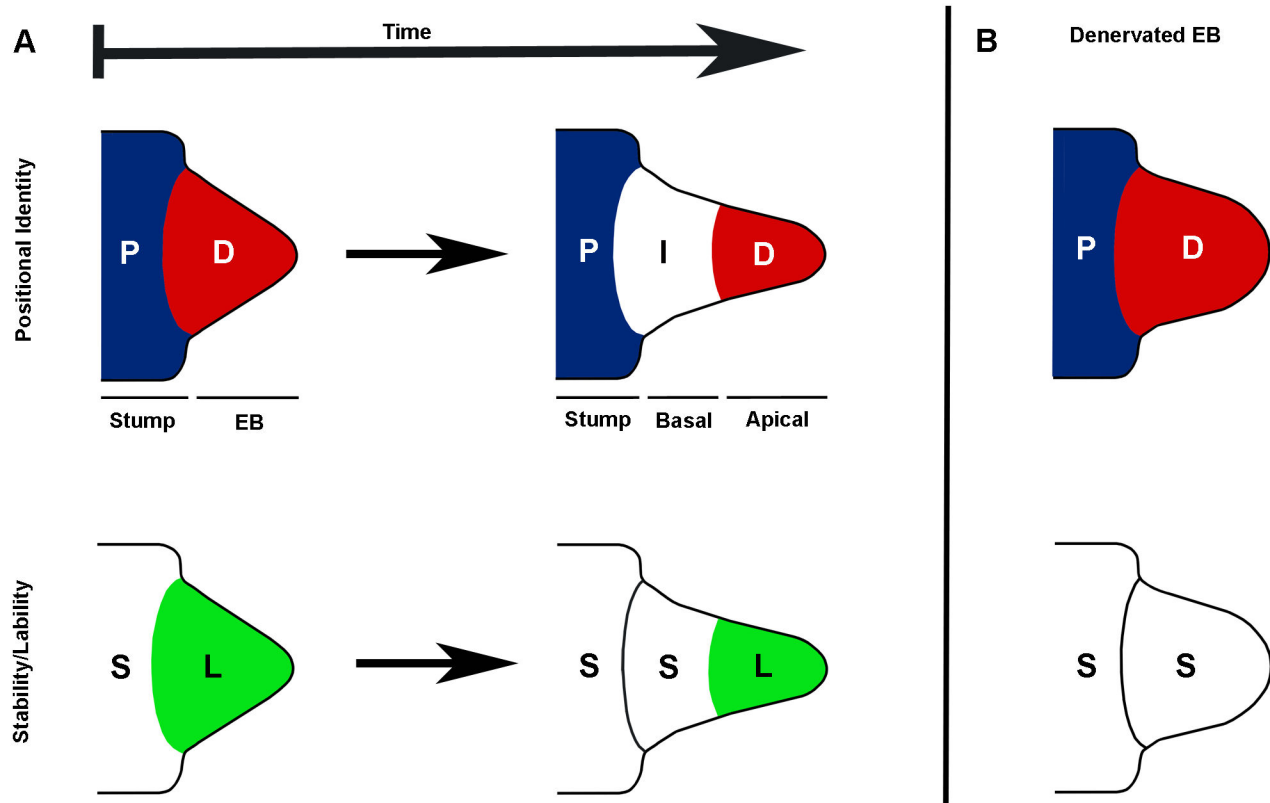 A
Time
B
Denervated EB
Positional Identity
P
D
P
I
D
P
D
Stump
EB
Stump
Basal
Apical
Stability/Lability
S
L
S
S
L
S
S